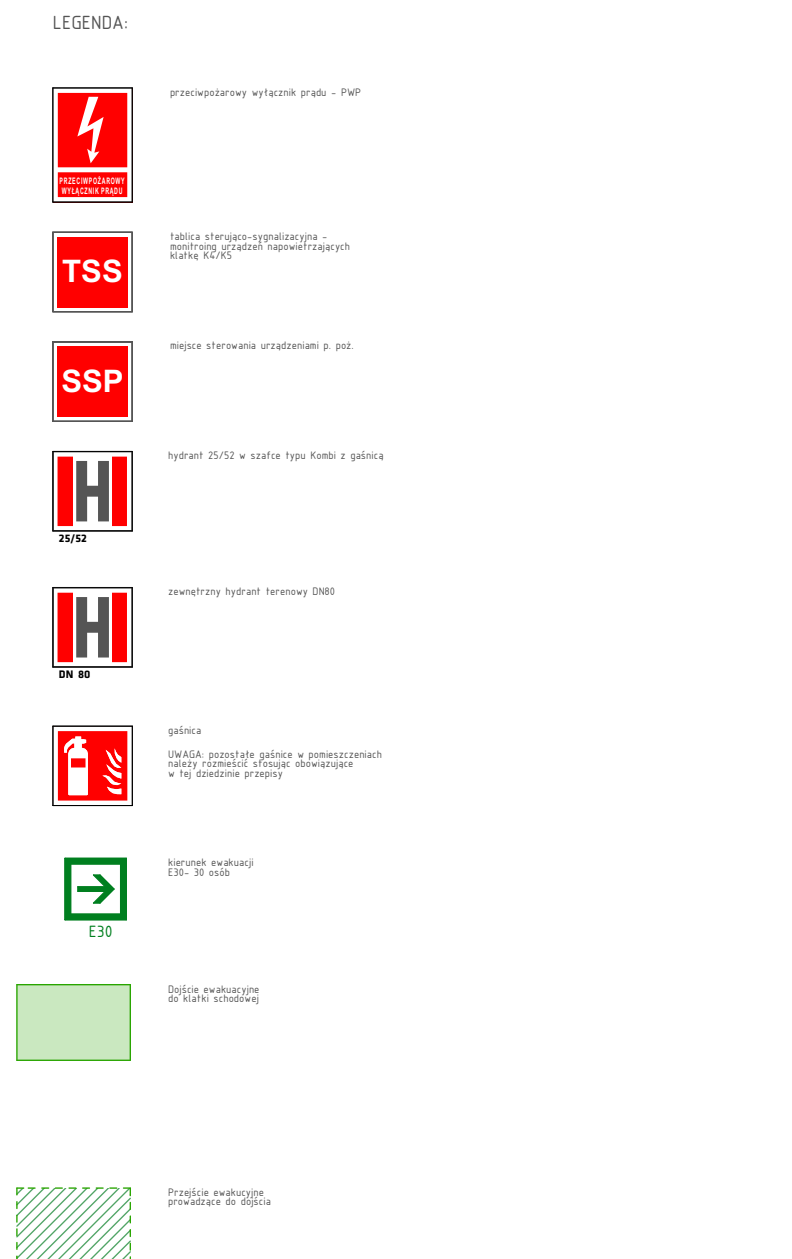 LEGENDA:
przeciwpożarowy wyłącznik prądu - PWP
PRZECIWPOŻAROWY
WYŁĄCZNIK PRĄDU
tablica sterująco-sygnalizacyjna -
monitroing urządzeń napowietrzających
klatkę K4/K5
TSS
miejsce sterowania urządzeniami p. poż.
SSP
hydrant 25/52 w szafce typu Kombi z gaśnicą
H
25/52
zewnętrzny hydrant terenowy DN80
H
DN 80
gaśnica
UWAGA: pozostałe gaśnice w pomieszczeniach
należy rozmieścić stosując obowiązujące
w tej dziedzinie przepisy
kierunek ewakuacji
E30- 30 osób
E30
Dojście ewakuacyjne
do klatki schodowej
Przejście ewakucyjne
prowadzące do dojścia